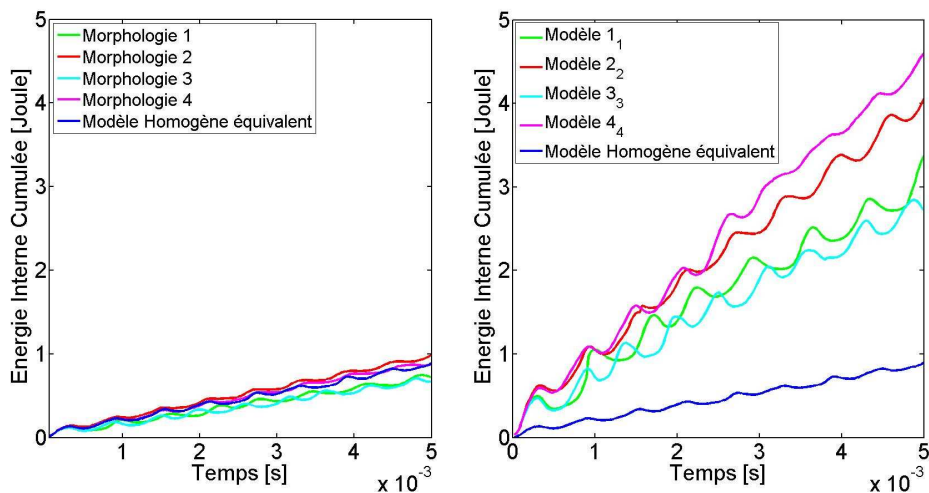 Energie Interne Cumulée [Joule]
5
4
3
2
1
0
Morphologie 1
Morphologie 2
Morphologie 3
Morphologie 4
Modèle Homogène équivalent
1 2 3 4 5
Temps [s]
x 10-3
Energie Interne Cumulée [Joule]
5
4
3
2
1
0
Modèle 11
Modèle 22
Modèle 33
Modèle 44
Modèle Homogène équivalent
0 1 2 3 4 5
Temps [s]
x 10-3